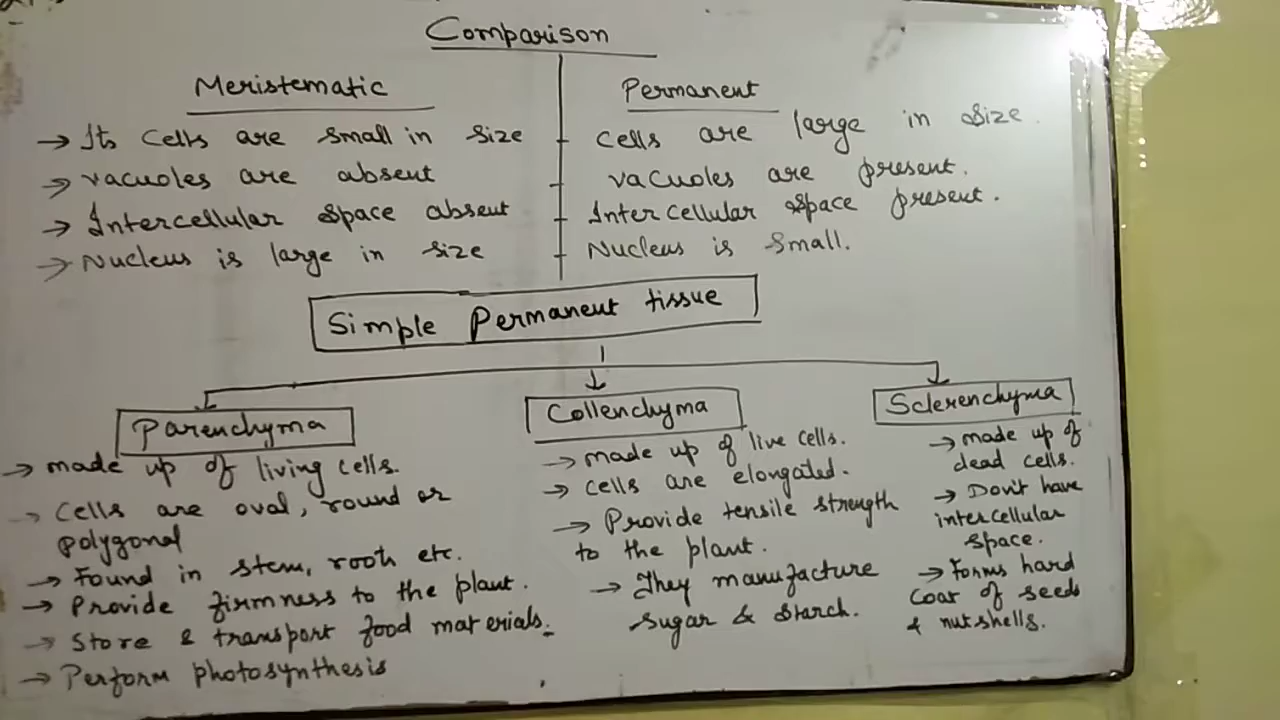 Comparison
Meristematic
→ Its Cells are small in size
→ vacuoles are absent
→ Intercellular space absent
→ Nucleus is large in size
Permanent
Cells are large in size.
vacuoles are present.
Intercellular space present.
Nucleus is small.
Simple Permanent tissue
Parenchyma
→ made up of living cells.
→ Cells are oval, round or
polygonal
→ Found in stem, roots etc.
→ Provide firmness to the plant.
→ Store & transport food materials.
→ Perform photosynthesis
Collenchyma
→ made up of live cells.
→ Cells are elongated.
→ Provide tensile strength
to the plant.
→ They manufacture
sugar & starch.
Sclerenchyma
→ made up of
dead cells.
→ Don't have
intercellular
space.
→ Forms hard
coat of seeds
& nutshells.